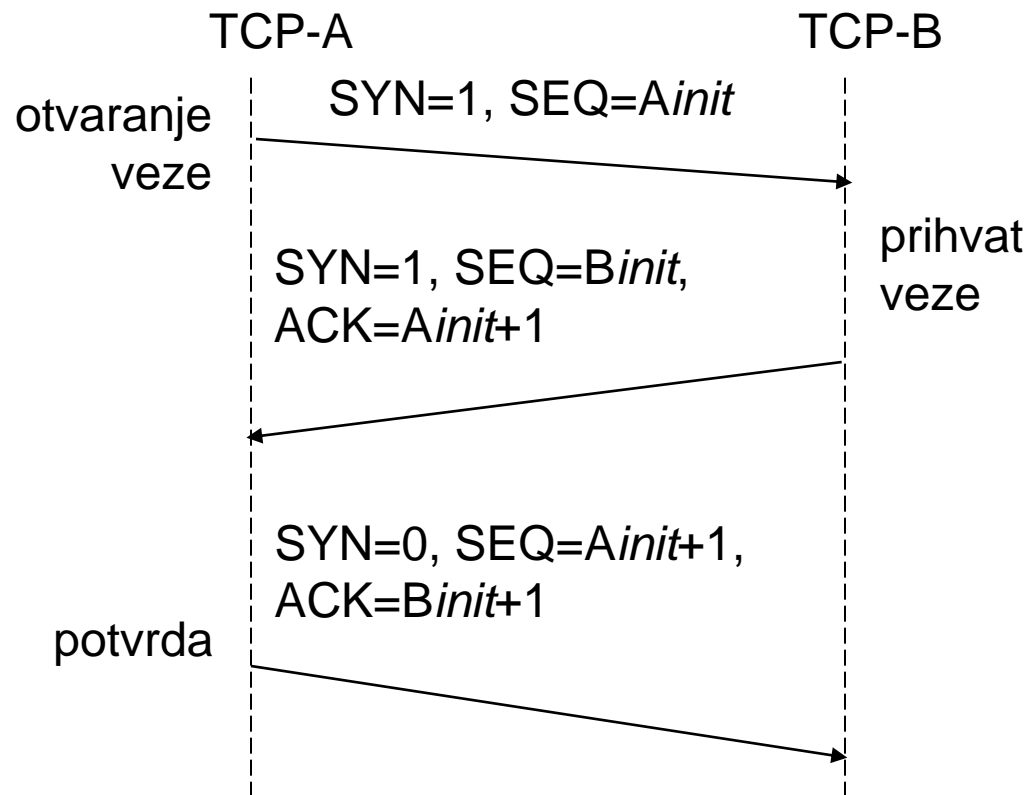 TCP-A
TCP-B
SYN=1, SEQ=Ainit
otvaranje
veze
prihvat
veze
SYN=1, SEQ=Binit,
ACK=Ainit+1
SYN=0, SEQ=Ainit+1,
ACK=Binit+1
potvrda